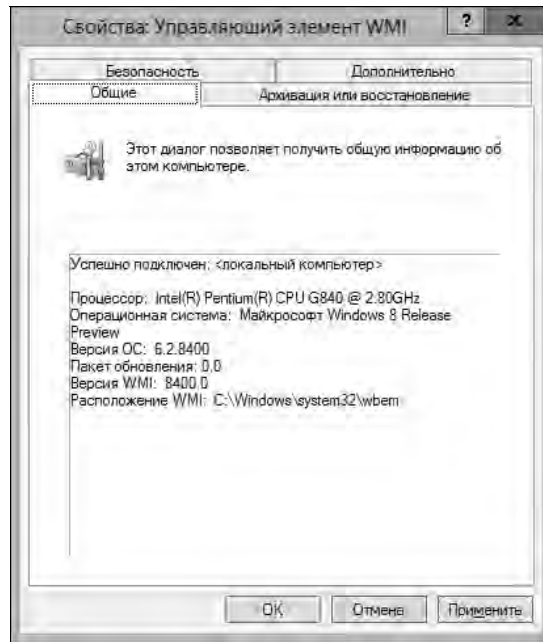 Свойства: Управляющий элемент WMI
?
Безопасность
Дополнительно
Общие
Архивация или восстановление
Этот диалог позволяет получить общую информацию об
этом компьютере.
Успешно подключен: <локальный компьютер>
Процессор: Intel(R) Pentium(R) CPU G840 @ 2.80GHz
Операционная система: Майкрософт Windows 8 Release
Preview
Версия ОС: 6.2.8400
Пакет обновления: 0.0
Версия WMI: 8400.0
Расположение WMI: C:\Windows\system32\wbem
ОК
Отмена
Применить